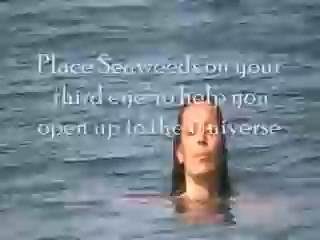 Place Seaweeds on your
third eye to help you
open up to the Universe